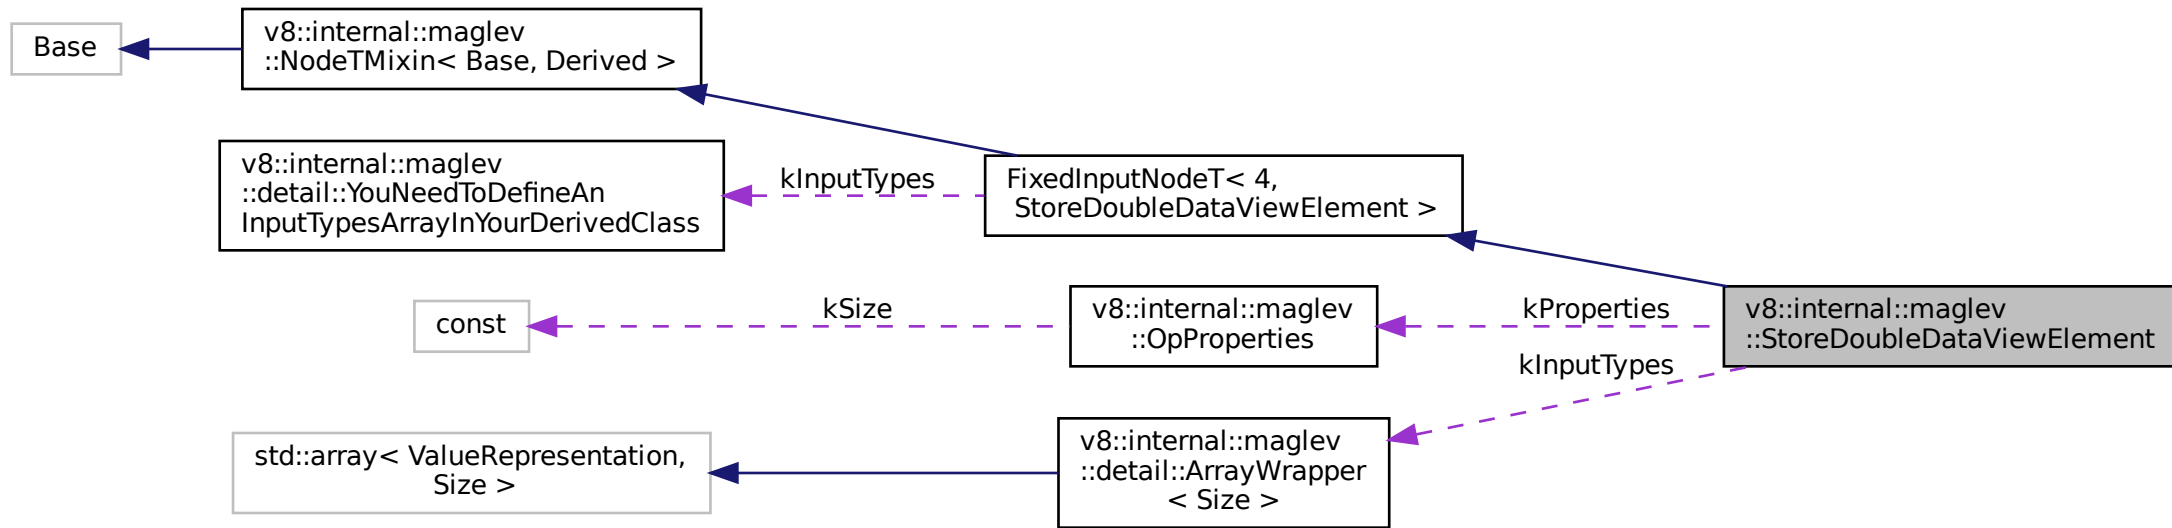 Base
v8::internal::maglev
::NodeTMixin< Base, Derived >
v8::internal::maglev
::detail::YouNeedToDefineAn
InputTypesArrayInYourDerivedClass
kInputTypes
FixedInputNodeT< 4,
StoreDoubleDataViewElement >
const
kSize
v8::internal::maglev
::OpProperties
kProperties
v8::internal::maglev
::StoreDoubleDataViewElement
kInputTypes
std::array< ValueRepresentation,
Size >
v8::internal::maglev
::detail::ArrayWrapper
< Size >